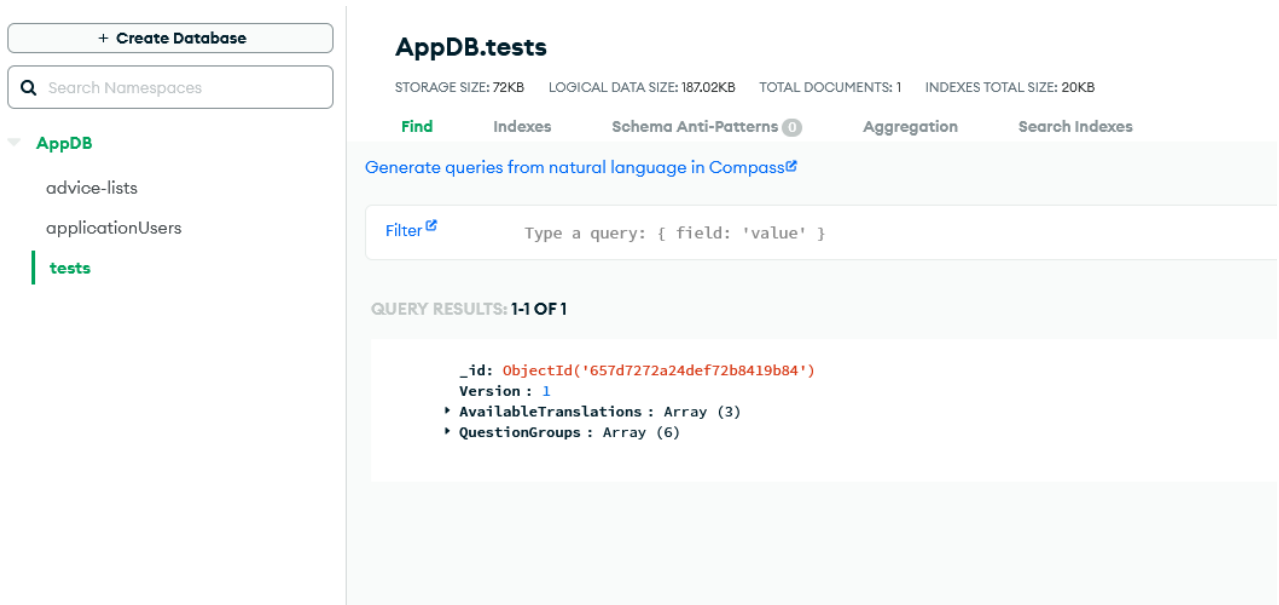 + Create Database
Search Namespaces
AppDB
advice-lists
applicationUsers
tests
AppDB.tests
STORAGE SIZE: 72KB LOGICAL DATA SIZE: 187.02KB TOTAL DOCUMENTS: 1 INDEXES TOTAL SIZE: 20KB
Find Indexes Schema Anti-Patterns 0 Aggregation Search Indexes
Generate queries from natural language in Compass
Filter Type a query: { field: 'value' }
QUERY RESULTS: 1-1 OF 1
_id: ObjectId('657d7272a24def72b8419b84')
Version : 1
AvailableTranslations : Array (3)
QuestionGroups : Array (6)